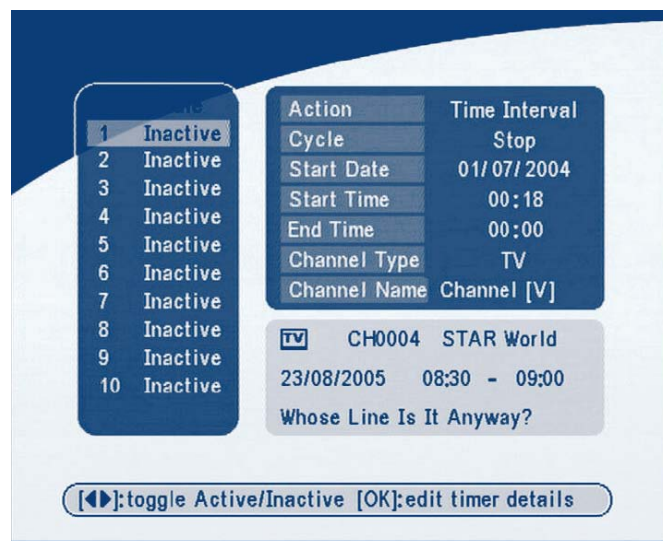 1 Inactive
2 Inactive
3 Inactive
4 Inactive
5 Inactive
6 Inactive
7 Inactive
8 Inactive
9 Inactive
10 Inactive
Action Time Interval
Cycle Stop
Start Date 01/07/2004
Start Time 00:18
End Time 00:00
Channel Type TV
Channel Name Channel [V]
TV CH0004 STAR World
23/08/2005 08:30 - 09:00
Whose Line Is It Anyway?
[◀▶]:toggle Active/Inactive [OK]:edit timer details